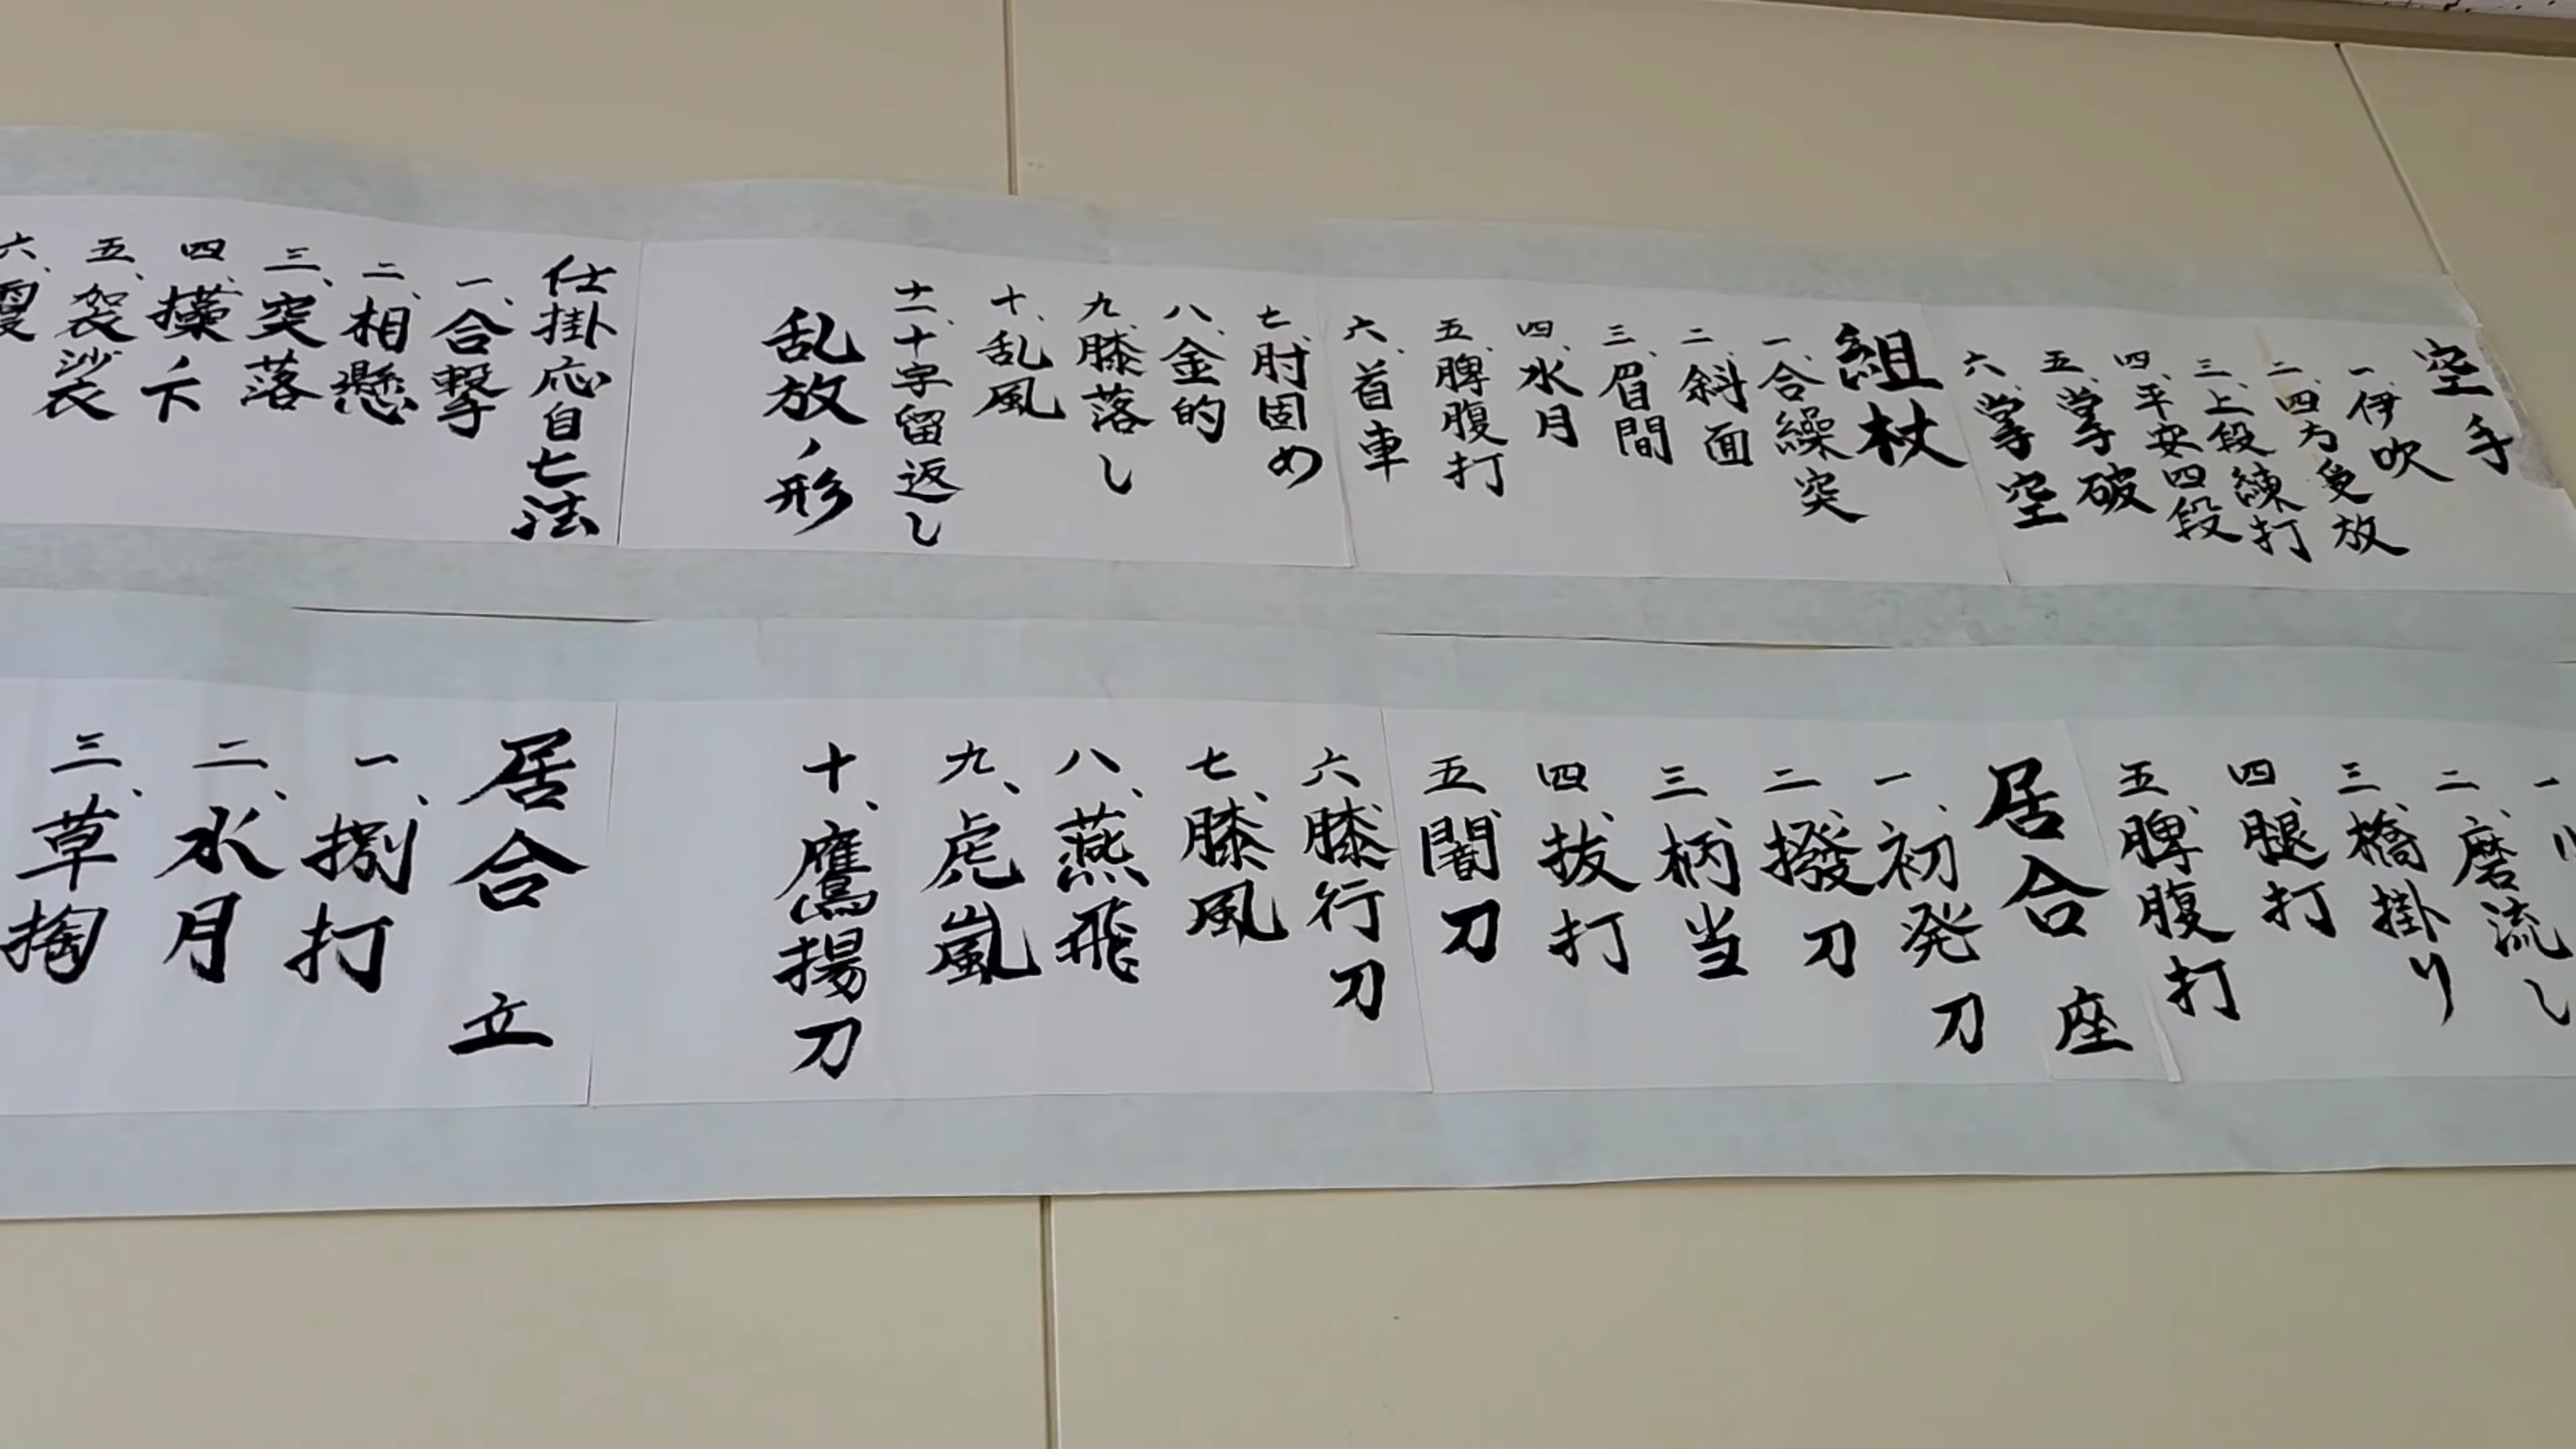 空手
一、伊吹
二、四方受放
三、上段練打
四、平安四段
五、掌破
六、掌空
組杖
一、合繰突
二、斜面
三、眉間
四、水月
五、脾腹打
六、首車
七、肘固め
八、金的
九、膝落し
十、乱風
十一、十字留返し
乱放ノ形
仕掛応自七法
一、合撃
二、相懸
三、突落
四、ノ下
五、袈裟
六、
二、磨流し
三、橋掛り
四、腿打
五、脾腹打
居合 座
一、初発刀
二、撥刀
三、柄当
四、抜打
五、闇刀
六、膝行刀
七、膝風
八、燕飛
九、虎嵐
十、鷹揚刀
居合 立
一、捌打
二、水月
三、草掏